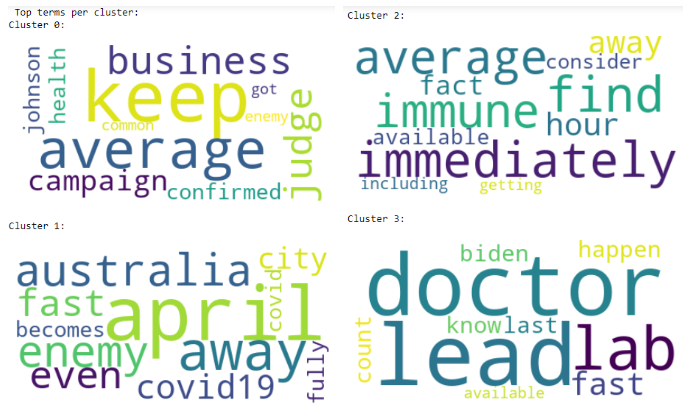 Top terms per cluster:
Cluster 0:
johnson
health
business
keep
got
common
enemy
judge
average
campaign
confirmed
Cluster 2:
average
away
consider
fact
find
immune
hour
available
immediately
including
getting
Cluster 1:
australia
city
fast
april
covid
becomes
enemy
away
even
covid19
fully
Cluster 3:
biden
happen
doctor
count
know
last
lead
lab
fast
available